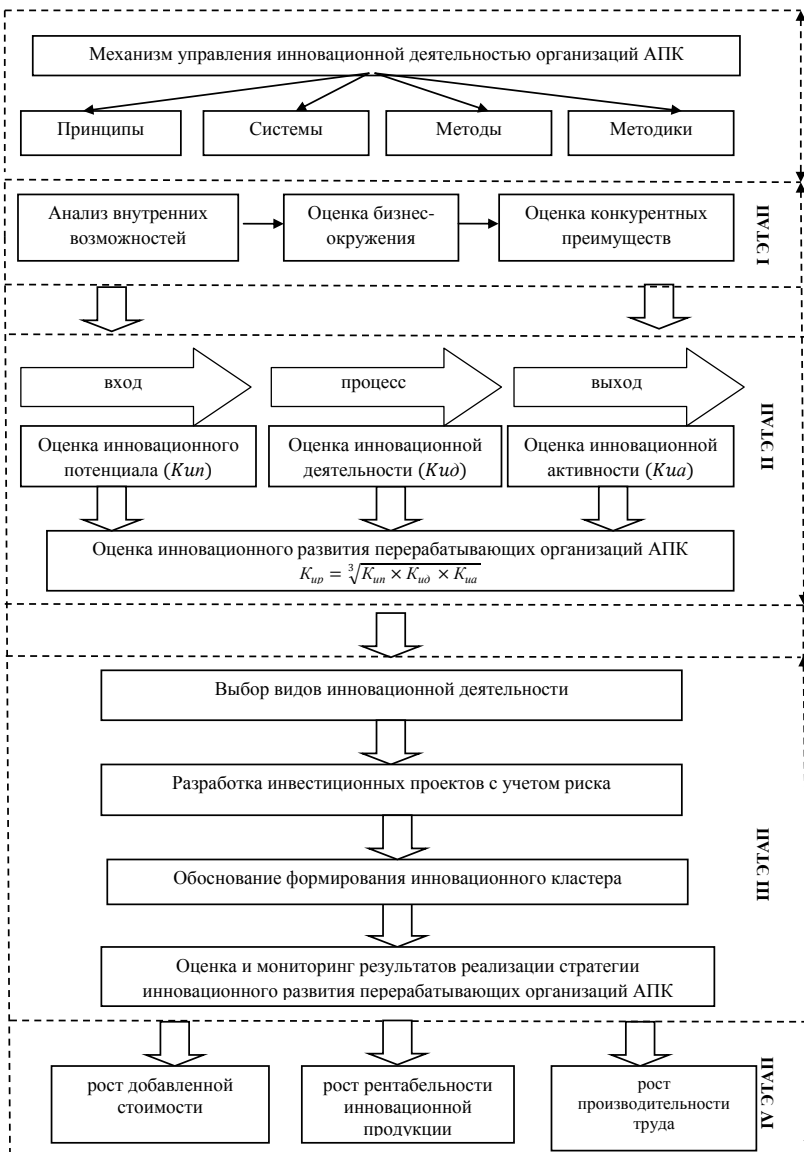 Механизм управления инновационной деятельностью организаций АПК
Принципы
Системы
Методы
Методики
Анализ внутренних
возможностей
Оценка бизнес-
окружения
Оценка конкурентных
преимуществ
I ЭТАП
вход
процесс
выход
Оценка инновационного
потенциала (Кип)
Оценка инновационной
деятельности (Кид)
Оценка инновационной
активности (Киа)
II ЭТАП
Оценка инновационного развития перерабатывающих организаций АПК
Кир = ∛(Кип × Кид × Киа)
Выбор видов инновационной деятельности
Разработка инвестиционных проектов с учетом риска
Обоснование формирования инновационного кластера
Оценка и мониторинг результатов реализации стратегии
инновационного развития перерабатывающих организаций АПК
III ЭТАП
рост добавленной
стоимости
рост рентабельности
инновационной
продукции
рост
производительности
труда
IV ЭТАП